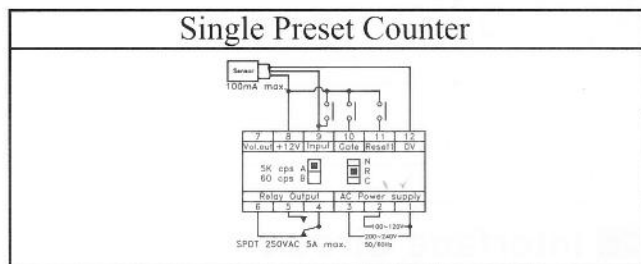 Single Preset Counter
Sensor
100mA max.
7 8 9 10 11 12
Vol.out +12V Input Gate Reset1 0V
5K cps A
60 cps B
N
R
C
Relay Output AC Power supply
6 5 4 3 2 1
100~120V
200~240V
50/60Hz
SPDT 250VAC 5A max.